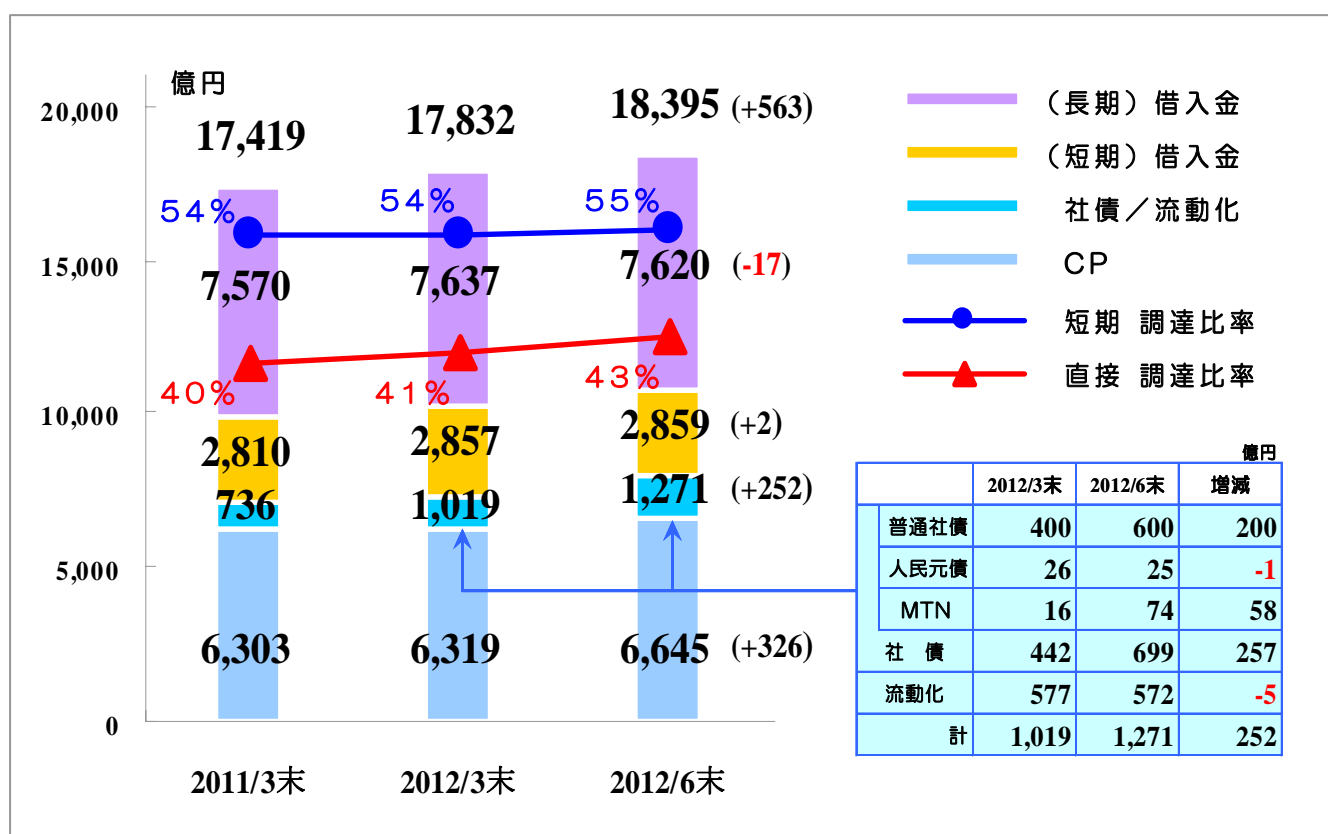 億円
20,000
15,000
10,000
5,000
0
17,419
17,832
18,395 (+563)
54%
54%
55%
7,570
7,637
7,620 (-17)
40%
41%
43%
2,810
2,857
2,859 (+2)
736
1,019
1,271 (+252)
6,303
6,319
6,645 (+326)
2011/3末
2012/3末
2012/6末
(長期)借入金
(短期)借入金
社債/流動化
CP
短期 調達比率
直接 調達比率
億円
2012/3末 2012/6末 増減
普通社債 400 600 200
人民元債 26 25 -1
MTN 16 74 58
社 債 442 699 257
流動化 577 572 -5
計 1,019 1,271 252